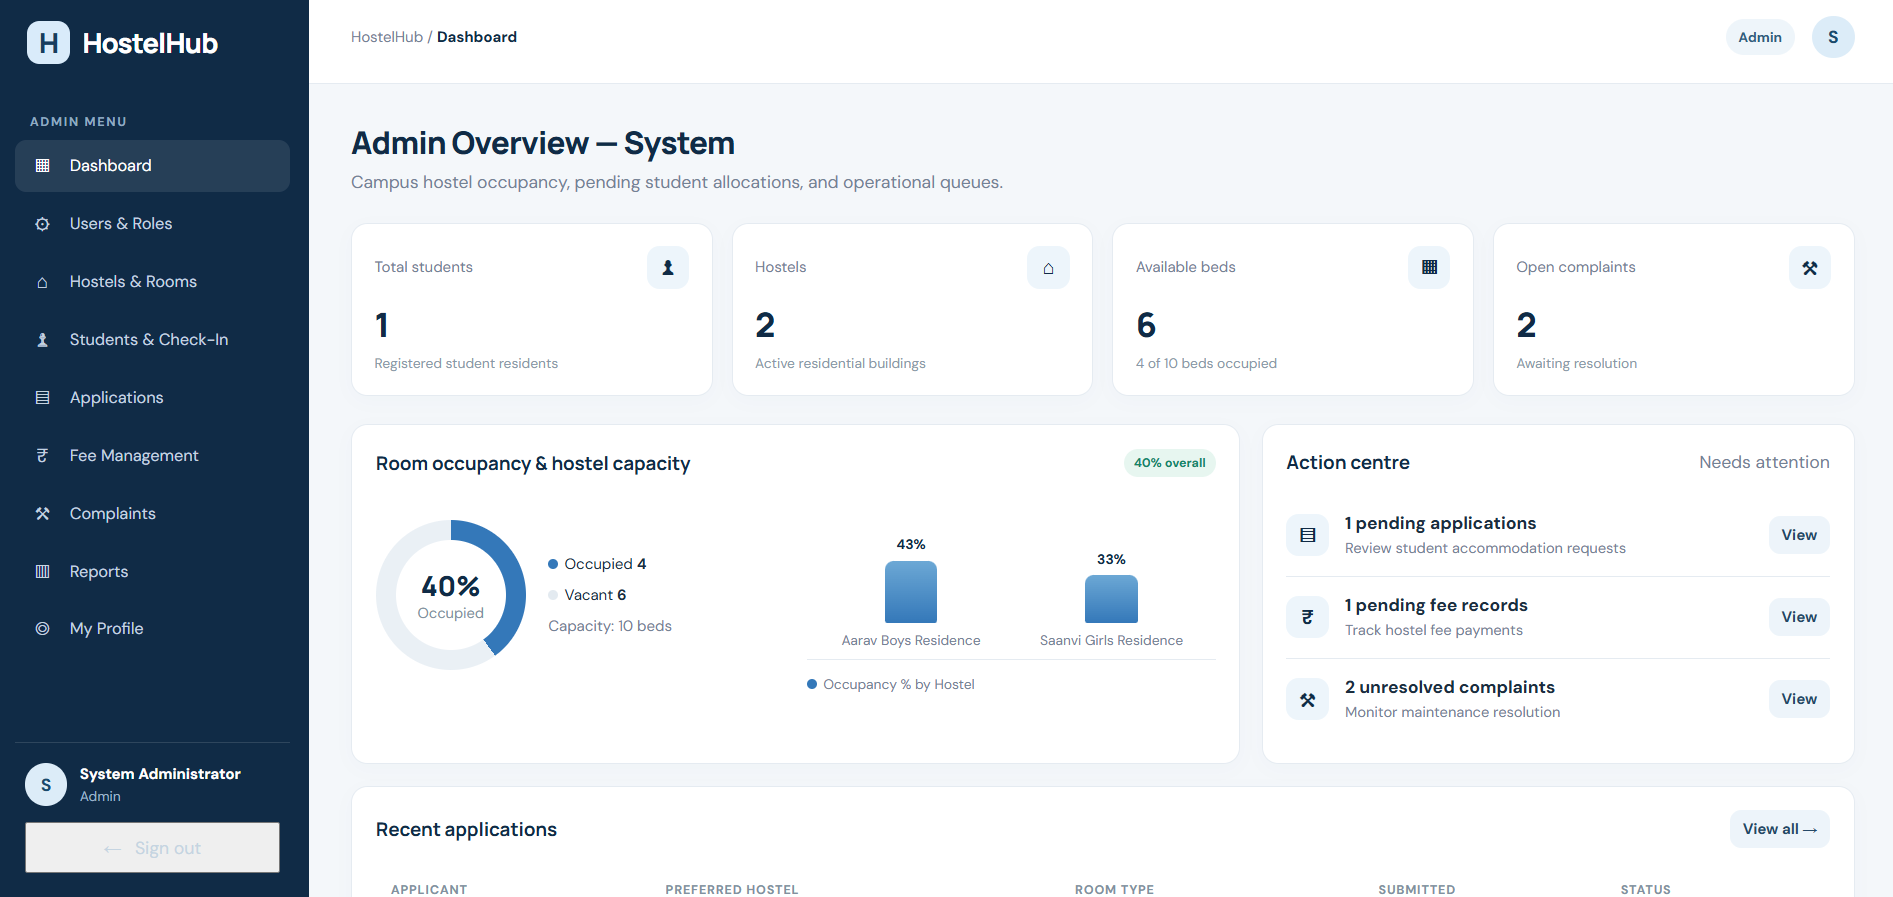 H HostelHub
ADMIN MENU
Dashboard
Users & Roles
Hostels & Rooms
Students & Check-In
Applications
₹ Fee Management
Complaints
Reports
My Profile
S
System Administrator
Admin
← Sign out
HostelHub / Dashboard
Admin
S
Admin Overview — System
Campus hostel occupancy, pending student allocations, and operational queues.
Total students
1
Registered student residents
Hostels
2
Active residential buildings
Available beds
6
4 of 10 beds occupied
Open complaints
2
Awaiting resolution
Room occupancy & hostel capacity
40% overall
40%
Occupied
Occupied 4
Vacant 6
Capacity: 10 beds
43%
33%
Aarav Boys Residence
Saanvi Girls Residence
Occupancy % by Hostel
Action centre
Needs attention
1 pending applications
Review student accommodation requests
View
₹
1 pending fee records
Track hostel fee payments
View
2 unresolved complaints
Monitor maintenance resolution
View
Recent applications
View all →
APPLICANT PREFERRED HOSTEL ROOM TYPE SUBMITTED STATUS